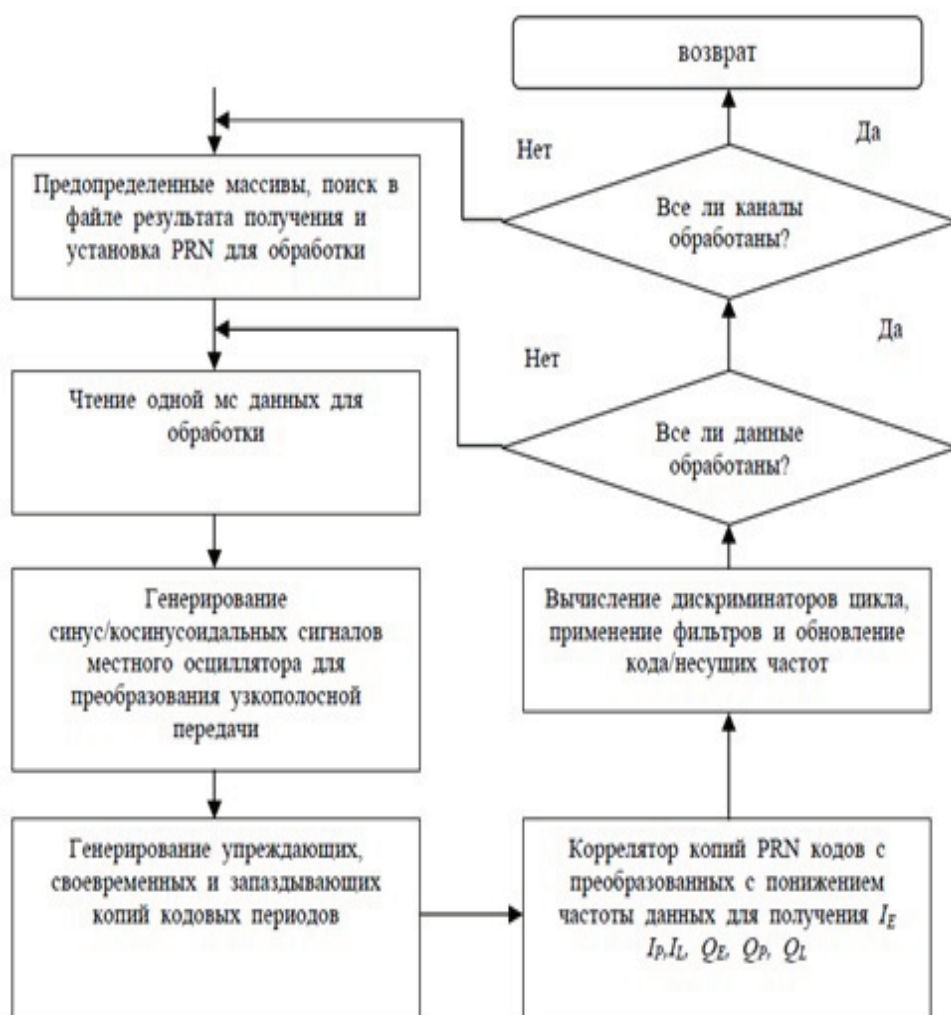 возврат
Да
Нет
Предопределенные массивы, поиск в
файле результата получения и
установка PRN для обработки
Все ли каналы
обработаны?
Да
Нет
Чтение одной мс данных для
обработки
Все ли данные
обработаны?
Генерирование
синус/косинусоидальных сигналов
местного осциллятора для
преобразования узкополосной
передачи
Вычисление дискриминаторов цикла,
применение фильтров и обновление
кода/несущих частот
Генерирование упреждающих,
своевременных и запаздывающих
копий кодовых периодов
Коррелятор копий PRN кодов с
преобразованных с понижением
частоты данных для получения I_E
I_P,I_L, Q_E, Q_P, Q_L